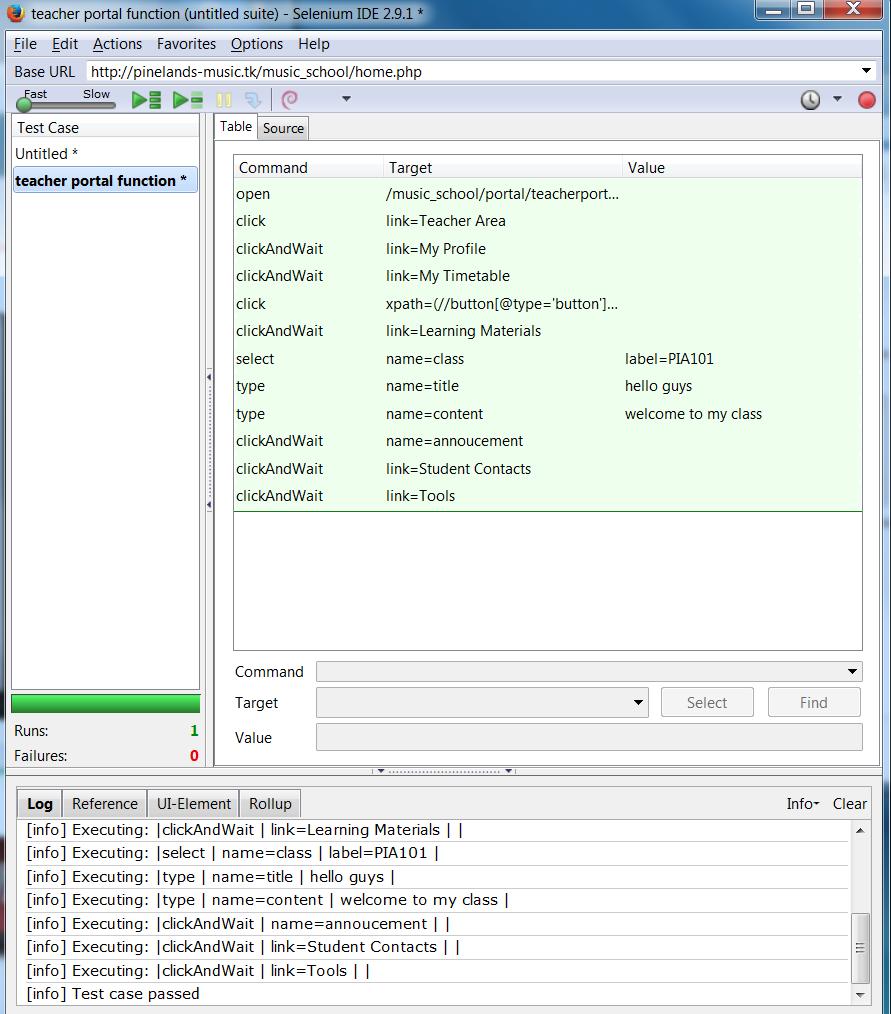 teacher portal function (untitled suite) - Selenium IDE 2.9.1 *
File Edit Actions Favorites Options Help
Base URL http://pinelands-music.tk/music_school/home.php
Fast Slow
Test Case
Untitled *
teacher portal function *
Table Source
Command Target Value
open /music_school/portal/teacherport...
click link=Teacher Area
clickAndWait link=My Profile
clickAndWait link=My Timetable
click xpath=(//button[@type='button']...
clickAndWait link=Learning Materials
select name=class label=PIA101
type name=title hello guys
type name=content welcome to my class
clickAndWait name=annoucement
clickAndWait link=Student Contacts
clickAndWait link=Tools
Command
Target Select Find
Value
Runs: 1
Failures: 0
Log Reference UI-Element Rollup Info Clear
[info] Executing: |clickAndWait | link=Learning Materials | |
[info] Executing: |select | name=class | label=PIA101 |
[info] Executing: |type | name=title | hello guys |
[info] Executing: |type | name=content | welcome to my class |
[info] Executing: |clickAndWait | name=annoucement | |
[info] Executing: |clickAndWait | link=Student Contacts | |
[info] Executing: |clickAndWait | link=Tools | |
[info] Test case passed